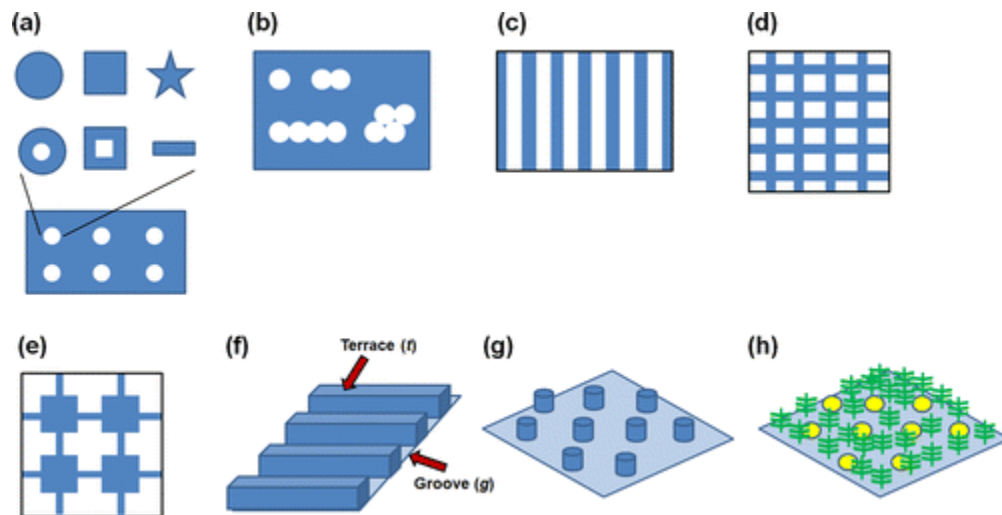 (a)
(b)
(c)
(d)
(e)
(f)
Terrace (t)
Groove (g)
(g)
(h)